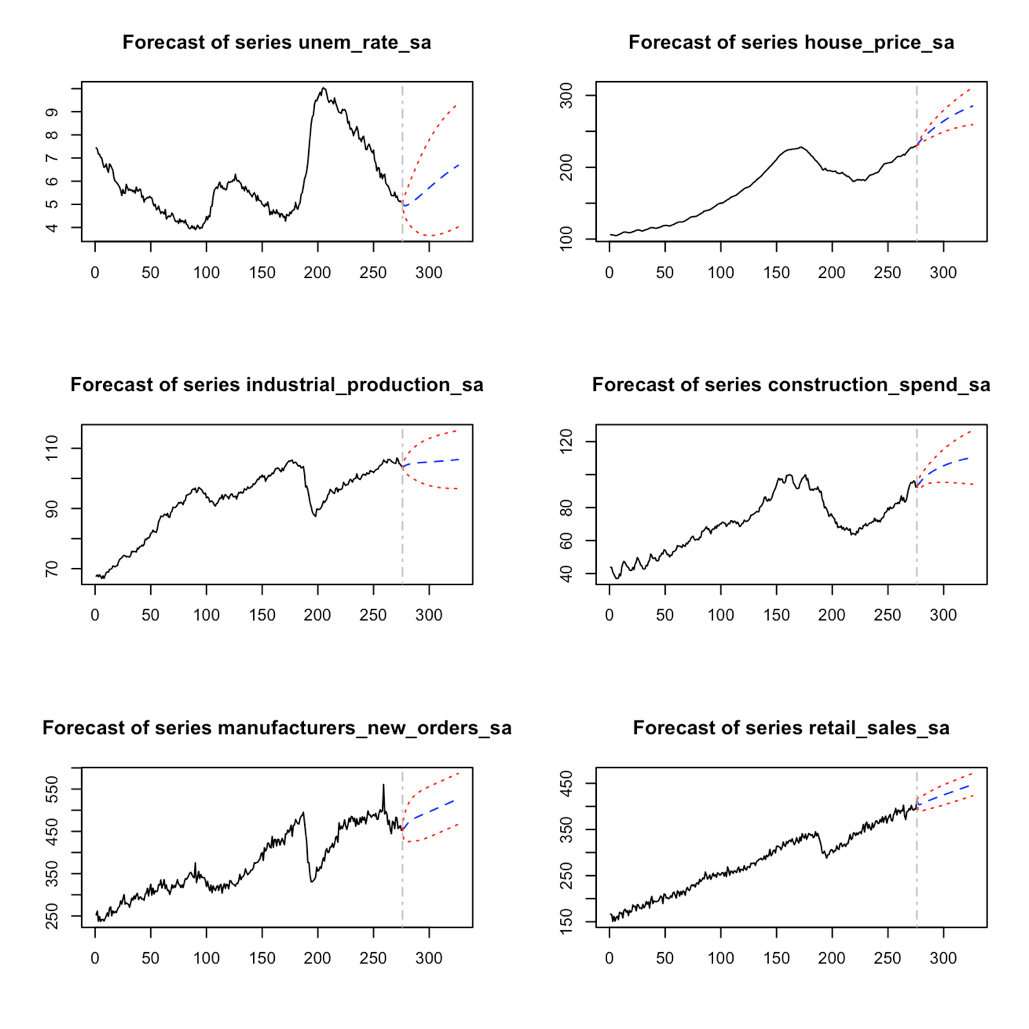 Forecast of series unem_rate_sa
4 5 6 7 8 9
0 50 100 150 200 250 300
Forecast of series house_price_sa
100 200 300
0 50 100 150 200 250 300
Forecast of series industrial_production_sa
70 90 110
0 50 100 150 200 250 300
Forecast of series construction_spend_sa
40 60 80 120
0 50 100 150 200 250 300
Forecast of series manufacturers_new_orders_sa
250 350 450 550
0 50 100 150 200 250 300
Forecast of series retail_sales_sa
150 250 350 450
0 50 100 150 200 250 300